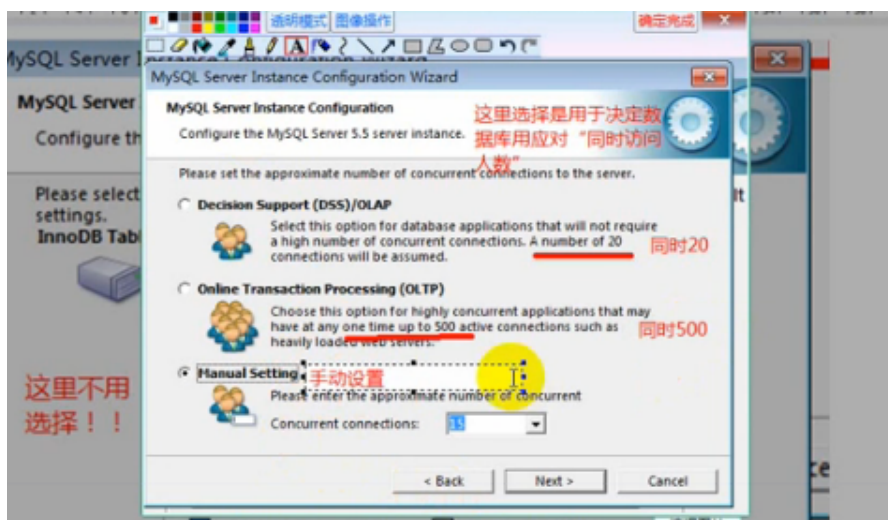 透明模式 图像操作 确定完成
MySQL Server Instance Configuration Wizard
MySQL Server Instance Configuration
Configure the MySQL Server 5.5 server instance.
这里选择是用于决定数
据库用应对“同时访问
人数”
Please set the approximate number of concurrent connections to the server.
Decision Support (DSS)/OLAP
Select this option for database applications that will not require
a high number of concurrent connections. A number of 20
connections will be assumed.
同时20
Online Transaction Processing (OLTP)
Choose this option for highly concurrent applications that may
have at any one time up to 500 active connections such as
heavily loaded web servers.
同时500
Manual Setting
手动设置
Please enter the approximate number of concurrent
Concurrent connections: 15
< Back Next > Cancel
MySQL Server
Configure th
Please select
settings.
InnoDB Tabl
这里不用
选择！！